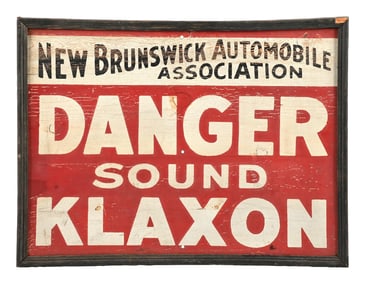 NEW BRUNSWICK AUTOMOBILE
ASSOCIATION
DANGER
SOUND
KLAXON